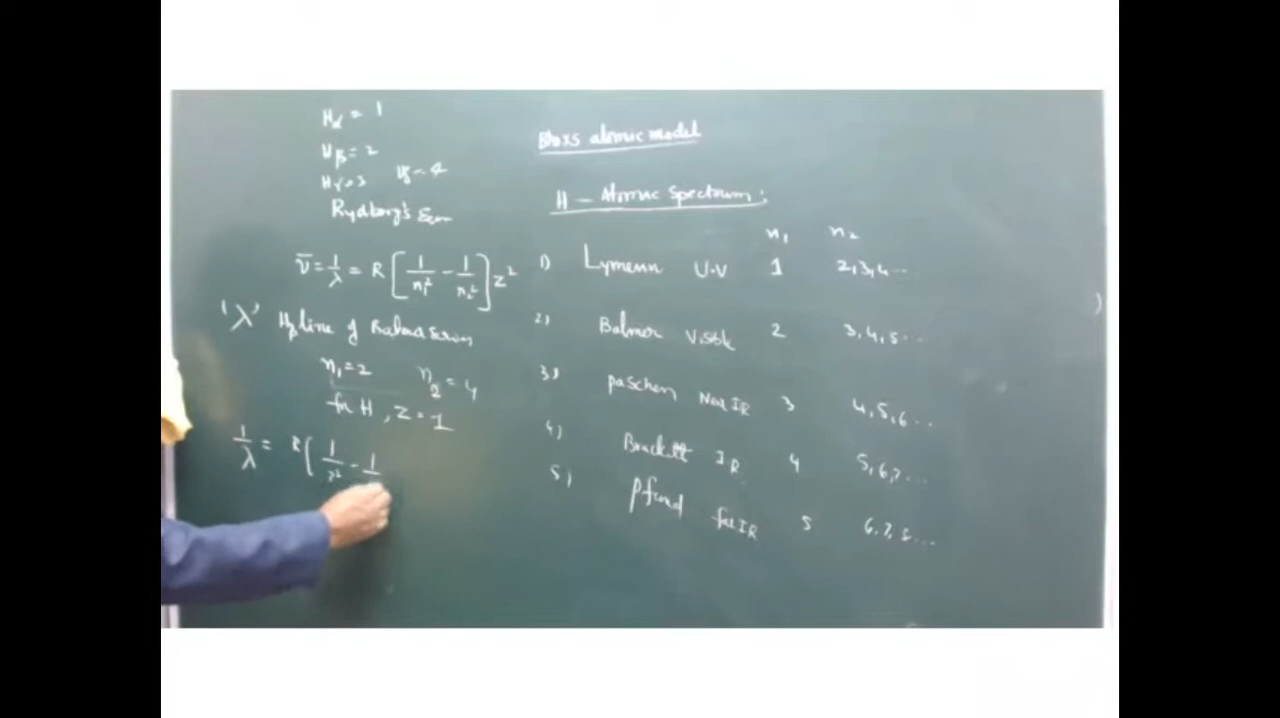 Hα = 1
Hβ = 2
Hγ = 3
Rydberg's Eqn
ν̄ = 1/λ = R [ 1/n₁² - 1/n₂² ] Z²
'λ' Hβ line of Balmer Series
n₁ = 2 n₂ = 4
for H, Z = 1
1/λ = R ( 1/2² - 1
Bhors atomic model
H - Atomic Spectrum :
n₁ n₂
1) Lymenn U.V 1 2,3,4...
2) Balmer Visble 2 3,4,5...
3) paschen Near IR 3 4,5,6...
4) Brackett IR 4 5,6,7...
5) Pfund far IR 5 6,7,8...